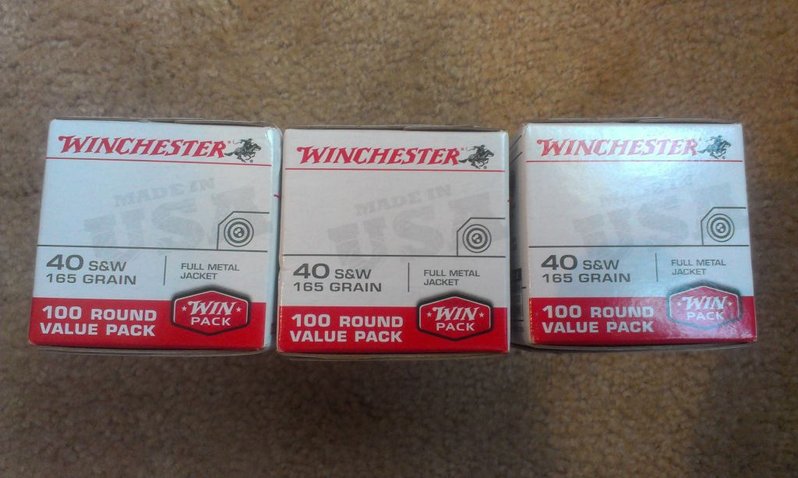 WINCHESTER
MADE IN
USA
40 S&W
165 GRAIN
FULL METAL
JACKET
100 ROUND
VALUE PACK
WIN
PACK
WINCHESTER
MADE IN
USA
40 S&W
165 GRAIN
FULL METAL
JACKET
100 ROUND
VALUE PACK
WIN
PACK
WINCHESTER
MADE IN
USA
40 S&W
165 GRAIN
FULL METAL
JACKET
100 ROUND
VALUE PACK
WIN
PACK